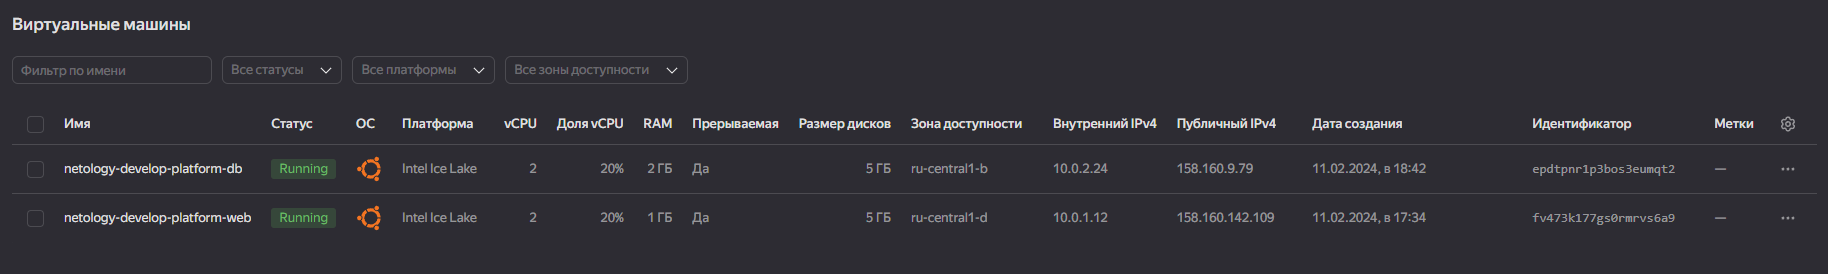 Виртуальные машины
Фильтр по имени Все статусы Все платформы Все зоны доступности
Имя Статус ОС Платформа vCPU Доля vCPU RAM Прерываемая Размер дисков Зона доступности Внутренний IPv4 Публичный IPv4 Дата создания Идентификатор Метки
netology-develop-platform-db Running Intel Ice Lake 2 20% 2 ГБ Да 5 ГБ ru-central1-b 10.0.2.24 158.160.9.79 11.02.2024, в 18:42 epdtpnr1p3bos3eumqt2 —
netology-develop-platform-web Running Intel Ice Lake 2 20% 1 ГБ Да 5 ГБ ru-central1-d 10.0.1.12 158.160.142.109 11.02.2024, в 17:34 fv473k177gs0rmrvs6a9 —